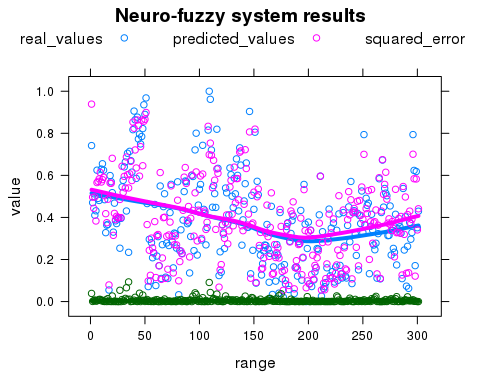 Neuro-fuzzy system results
real_values predicted_values squared_error
1.0
0.8
0.6
0.4
0.2
0.0
value
0 50 100 150 200 250 300
range